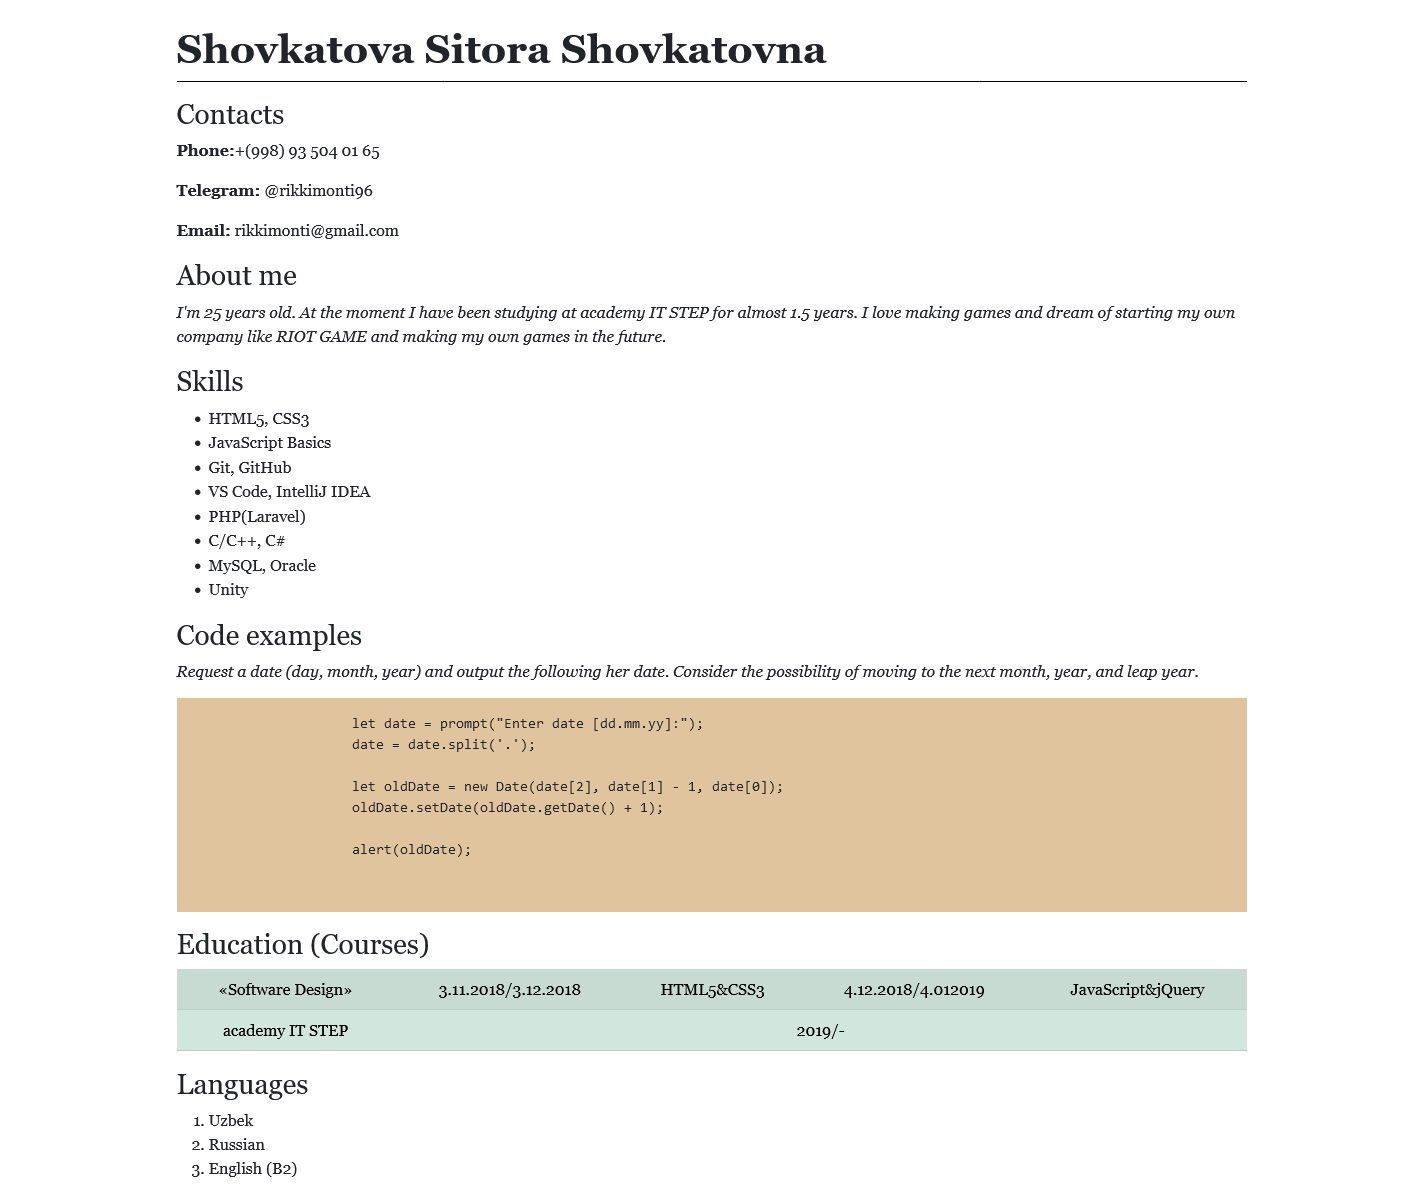 Shovkatova Sitora Shovkatovna
Contacts
Phone:+(998) 93 504 01 65
Telegram: @rikkimonti96
Email: rikkimonti@gmail.com
About me
I'm 25 years old. At the moment I have been studying at academy IT STEP for almost 1.5 years. I love making games and dream of starting my own
company like RIOT GAME and making my own games in the future.
Skills
• HTML5, CSS3
• JavaScript Basics
• Git, GitHub
• VS Code, IntelliJ IDEA
• PHP(Laravel)
• C/C++, C#
• MySQL, Oracle
• Unity
Code examples
Request a date (day, month, year) and output the following her date. Consider the possibility of moving to the next month, year, and leap year.
let date = prompt("Enter date [dd.mm.yy]:");
date = date.split('.');
let oldDate = new Date(date[2], date[1] - 1, date[0]);
oldDate.setDate(oldDate.getDate() + 1);
alert(oldDate);
Education (Courses)
«Software Design» 3.11.2018/3.12.2018 HTML5&CSS3 4.12.2018/4.012019 JavaScript&jQuery
academy IT STEP 2019/-
Languages
1. Uzbek
2. Russian
3. English (B2)